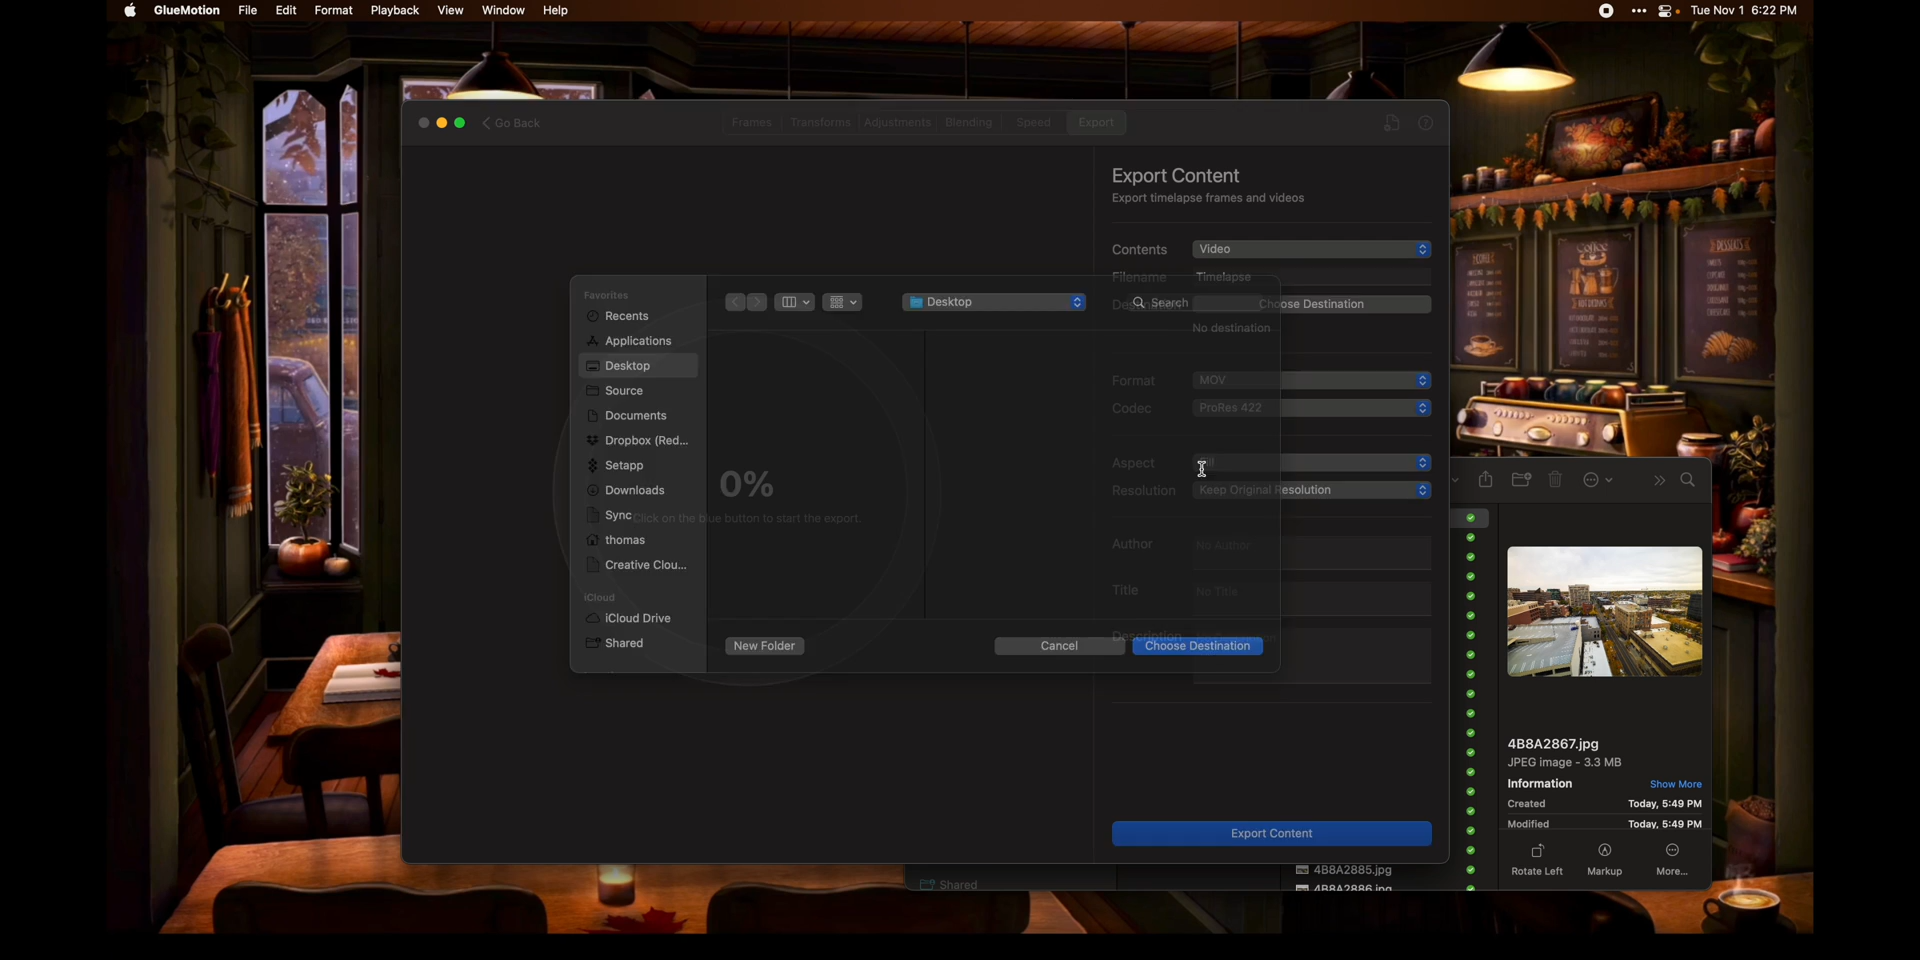 GlueMotion File Edit Format Playback View Window Help
Tue Nov 1 6:22 PM
Go Back
Frames Transforms Adjustments Blending Speed Export
Export Content
Export timelapse frames and videos
Contents Video
Filename Timelapse
Choose Destination
No destination
Format MOV
Codec ProRes 422
Aspect
Resolution Keep Original Resolution
Author No Author
Title No Title
Description
Export Content
Favorites
Recents
Applications
Desktop
Source
Documents
Dropbox (Red...
Setapp
Downloads
Sync
thomas
Creative Clou...
iCloud
iCloud Drive
Shared
Desktop
Search
0%
Click on the blue button to start the export.
New Folder
Cancel
Choose Destination
Shared
4B8A2885.jpg
4B8A2886.jpg
4B8A2867.jpg
JPEG image - 3.3 MB
Information Show More
Created Today, 5:49 PM
Modified Today, 5:49 PM
Rotate Left Markup More...
COFFEE
Coffee
DESSERTS